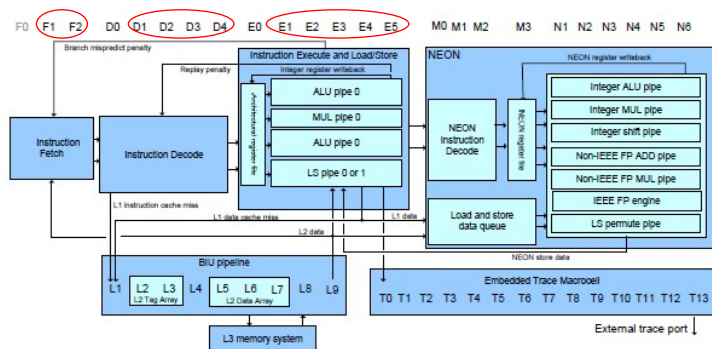 F0 F1 F2 D0 D1 D2 D3 D4 E0 E1 E2 E3 E4 E5 M0 M1 M2 M3 N1 N2 N3 N4 N5 N6
Branch mispredict penalty
Replay penalty
Instruction Execute and Load/Store
Integer register writeback
Architectural register file
ALU pipe 0
MUL pipe 0
ALU pipe 0
LS pipe 0 or 1
Instruction
Fetch
Instruction Decode
NEON
NEON register writeback
NEON
Instruction
Decode
NEON register file
Integer ALU pipe
Integer MUL pipe
Integer shift pipe
Non-IEEE FP ADD pipe
Non-IEEE FP MUL pipe
IEEE FP engine
LS permute pipe
Load and store
data queue
L1 instruction cache miss
L1 data cache miss
L1 data
L2 data
NEON store data
BIU pipeline
L1 L2 L3 L4 L5 L6 L7 L8 L9
L2 Tag Array
L2 Data Array
L3 memory system
Embedded Trace Macrocell
T0 T1 T2 T3 T4 T5 T6 T7 T8 T9 T10 T11 T12 T13
External trace port